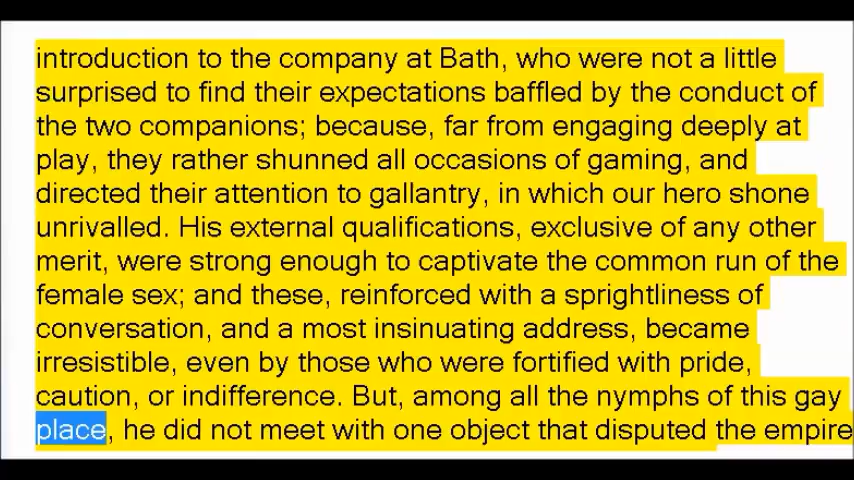 introduction to the company at Bath, who were not a little
surprised to find their expectations baffled by the conduct of
the two companions; because, far from engaging deeply at
play, they rather shunned all occasions of gaming, and
directed their attention to gallantry, in which our hero shone
unrivalled. His external qualifications, exclusive of any other
merit, were strong enough to captivate the common run of the
female sex; and these, reinforced with a sprightliness of
conversation, and a most insinuating address, became
irresistible, even by those who were fortified with pride,
caution, or indifference. But, among all the nymphs of this gay
place, he did not meet with one object that disputed the empire